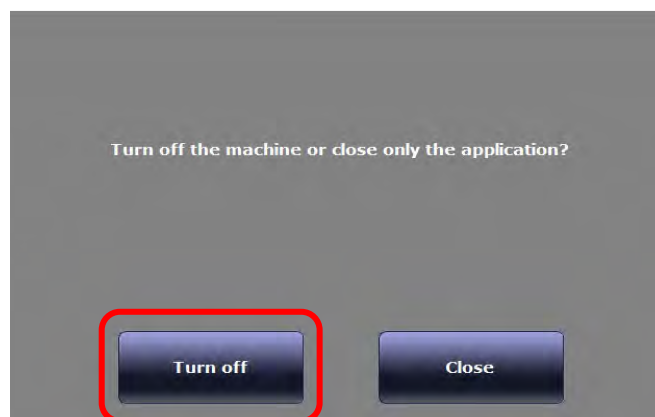 Turn off the machine or close only the application?
Turn off
Close